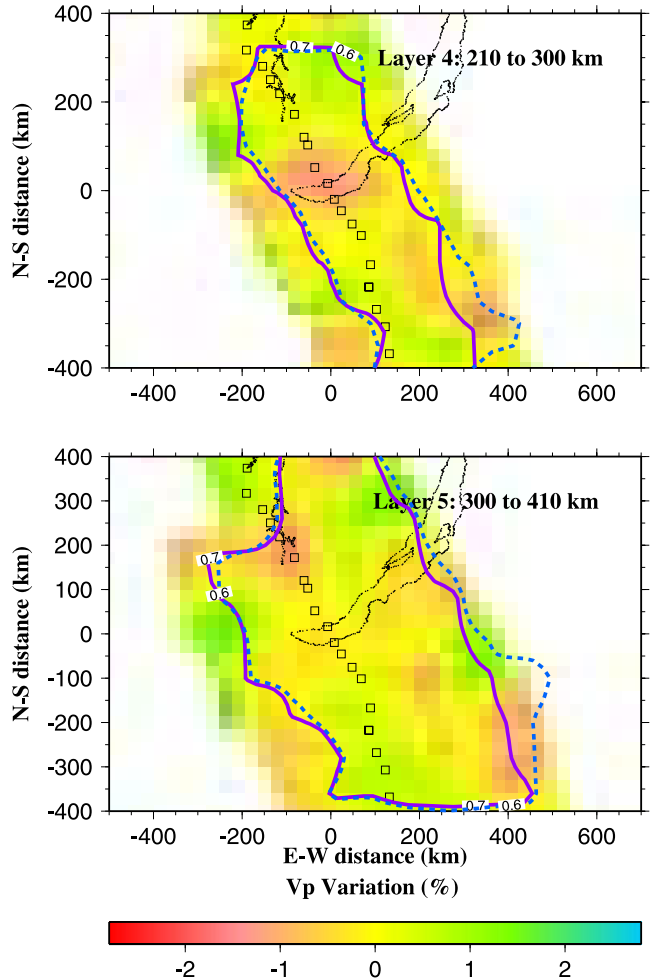 400
200
0
-200
-400
N-S distance (km)
0.7
0.6
Layer 4: 210 to 300 km
-400 -200 0 200 400 600
400
300
200
100
0
-100
-200
-300
-400
N-S distance (km)
Layer 5: 300 to 410 km
0.7
0.6
0.7 0.6
-400 -200 0 200 400 600
E-W distance (km)
Vp Variation (%)
-2 -1 0 1 2